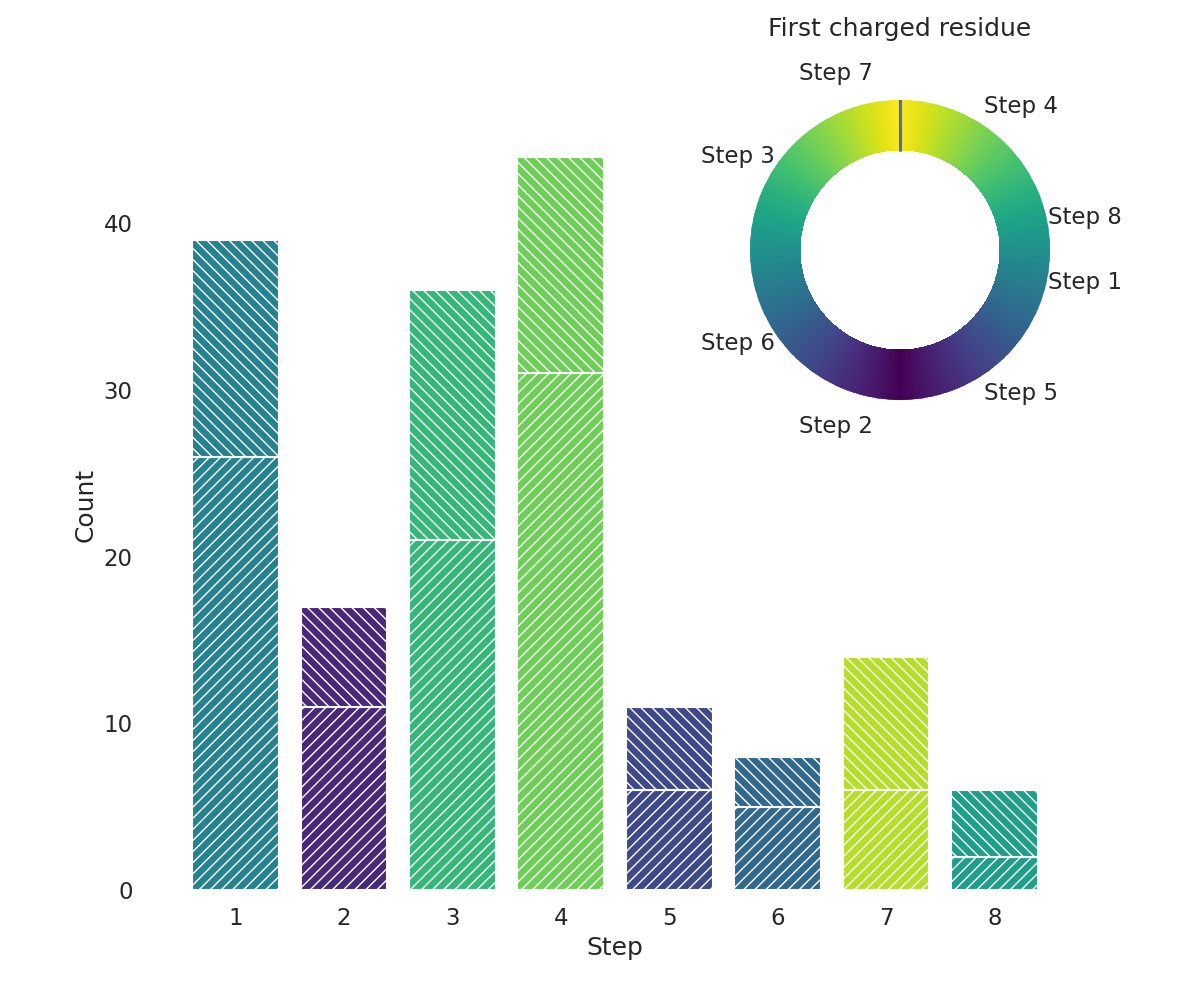 First charged residue
Step 7
Step 4
Step 3
Step 8
Step 1
Step 6
Step 5
Step 2
40
30
20
10
0
Count
1 2 3 4 5 6 7 8
Step